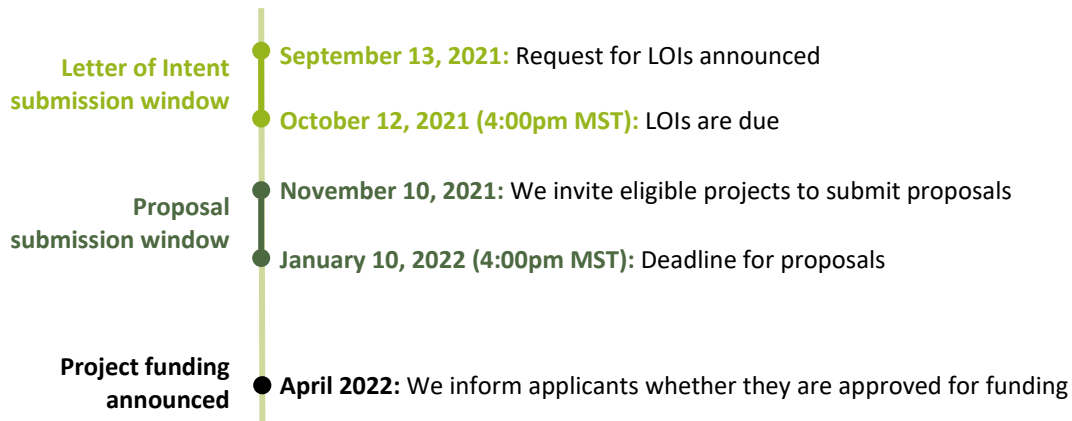 Letter of Intent
submission window
September 13, 2021: Request for LOIs announced
October 12, 2021 (4:00pm MST): LOIs are due
Proposal
submission window
November 10, 2021: We invite eligible projects to submit proposals
January 10, 2022 (4:00pm MST): Deadline for proposals
Project funding
announced
April 2022: We inform applicants whether they are approved for funding